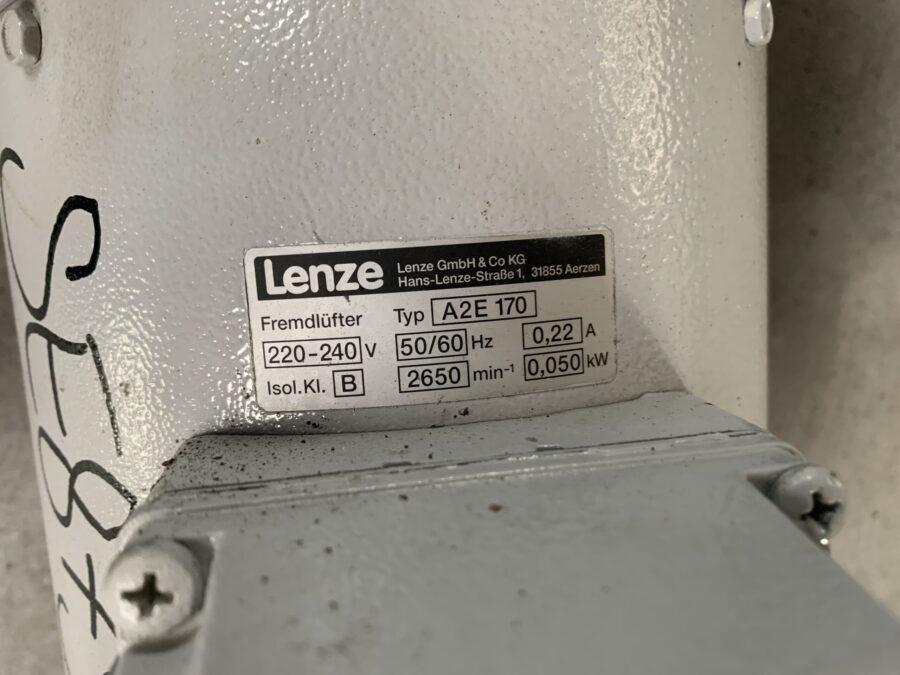 Lenze
Lenze GmbH & Co KG
Hans-Lenze-Straße 1, 31855 Aerzen
Fremdlüfter Typ A2E 170
220-240 V 50/60 Hz 0,22 A
Isol. Kl. B 2650 min-¹ 0,050 kW